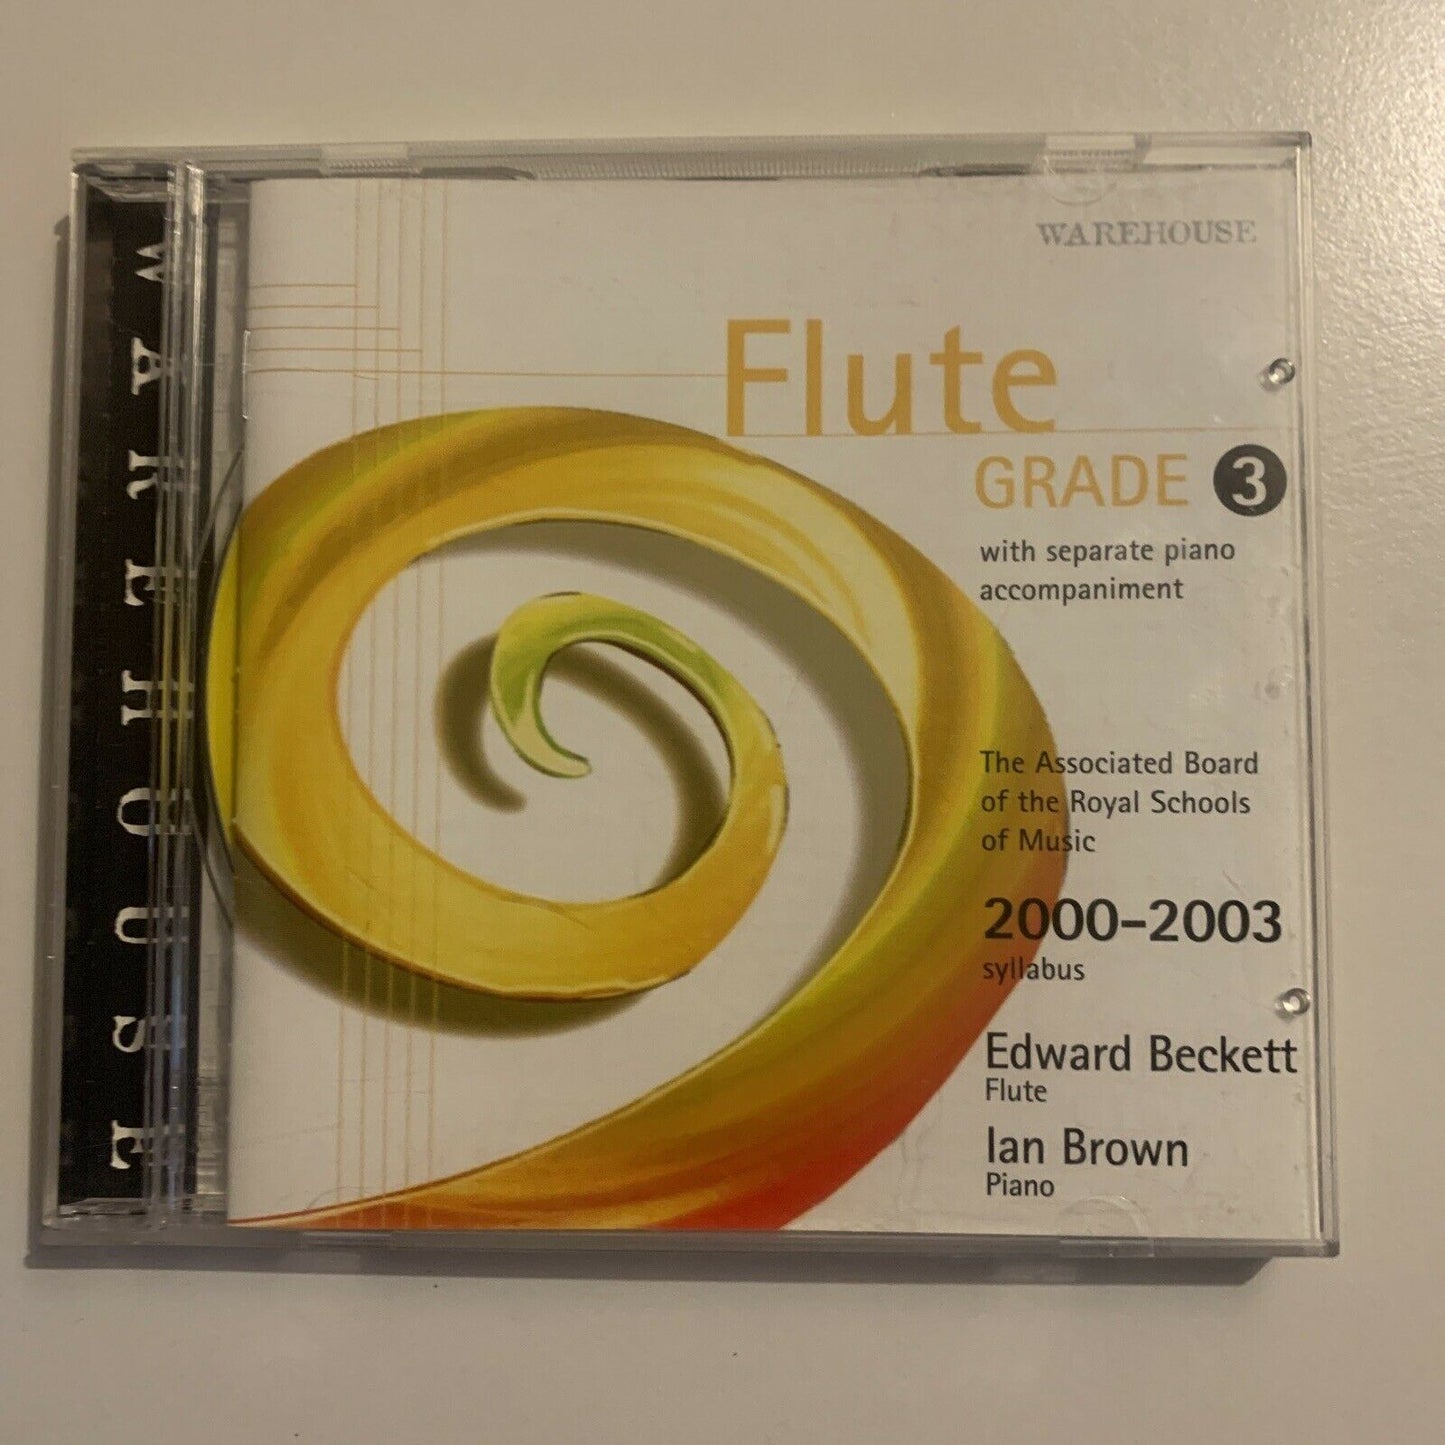 WAREHOUSE
WAREHOUSE
Flute
GRADE 3
with separate piano
accompaniment
The Associated Board
of the Royal Schools
of Music
2000–2003
syllabus
Edward Beckett
Flute
Ian Brown
Piano